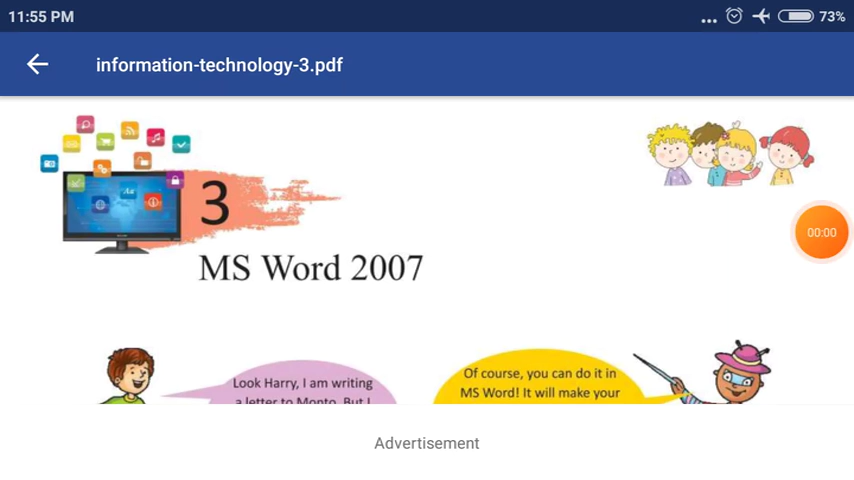 11:55 PM
73%
information-technology-3.pdf
3
00:00
MS Word 2007
Look Harry, I am writing
a letter to Monto. But I
Of course, you can do it in
MS Word! It will make your
Advertisement